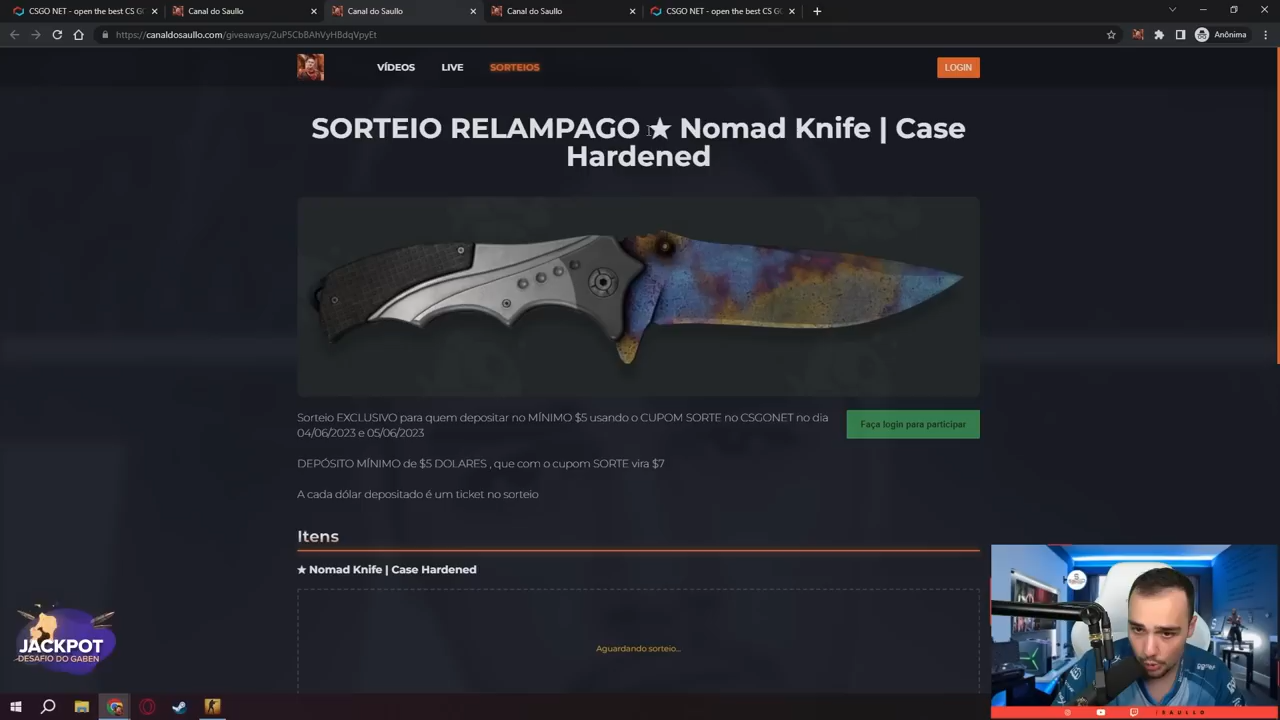 CSGO NET - open the best CS G
Canal do Saullo
Canal do Saullo
Canal do Saullo
CSGO NET - open the best CS G
https://canaldosaullo.com/giveaways/2uP5CbBAhVyHBdqVpyEt
Anônima
VÍDEOS
LIVE
SORTEIOS
LOGIN
SORTEIO RELAMPAGO ★ Nomad Knife | Case
Hardened
Sorteio EXCLUSIVO para quem depositar no MÍNIMO $5 usando o CUPOM SORTE no CSGONET no dia
04/06/2023 e 05/06/2023
Faça login para participar
DEPÓSITO MÍNIMO de $5 DOLARES , que com o cupom SORTE vira $7
A cada dólar depositado é um ticket no sorteio
Itens
★ Nomad Knife | Case Hardened
Aguardando sorteio...
JACKPOT
DESAFIO DO GABEN
/SAULLO